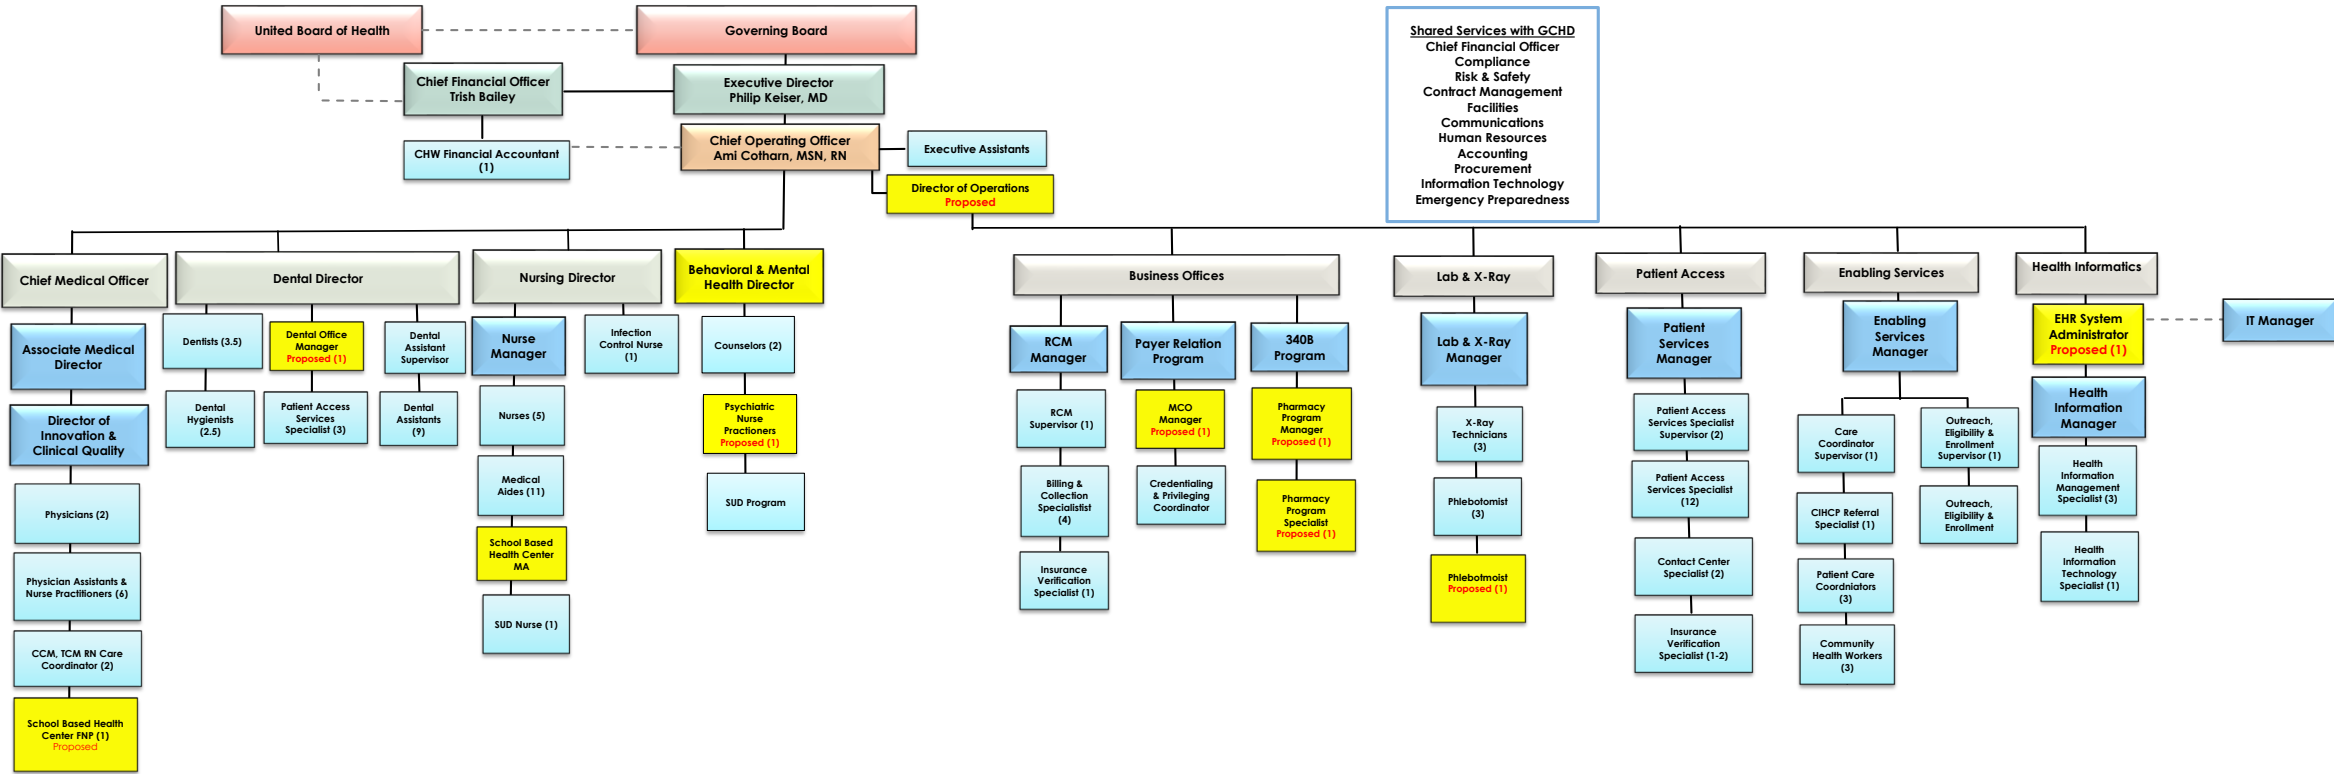 United Board of Health
Governing Board
Chief Financial Officer
Trish Bailey
Executive Director
Philip Keiser, MD
CHW Financial Accountant
(1)
Chief Operating Officer
Ami Cotharn, MSN, RN
Executive Assistants
Director of Operations
Proposed
Shared Services with GCHD
Chief Financial Officer
Compliance
Risk & Safety
Contract Management
Facilities
Communications
Human Resources
Accounting
Procurement
Information Technology
Emergency Preparedness
Chief Medical Officer
Associate Medical
Director
Director of
Innovation &
Clinical Quality
Physicians (2)
Physician Assistants &
Nurse Practitioners (6)
CCM, TCM RN Care
Coordinator (2)
School Based Health
Center FNP (1)
Proposed
Dental Director
Dentists (3.5)
Dental
Hygienists
(2.5)
Dental Office
Manager
Proposed (1)
Patient Access
Services
Specialist (3)
Dental
Assistant
Supervisor
Dental
Assistants
(9)
Nursing Director
Nurse
Manager
Nurses (5)
Medical
Aides (11)
School Based
Health Center
MA
SUD Nurse (1)
Infection
Control Nurse
(1)
Behavioral & Mental
Health Director
Counselors (2)
Psychiatric
Nurse
Practioners
Proposed (1)
SUD Program
Business Offices
RCM
Manager
RCM
Supervisor (1)
Billing &
Collection
Specialistist
(4)
Insurance
Verification
Specialist (1)
Payer Relation
Program
MCO
Manager
Proposed (1)
Credentialing
& Privileging
Coordinator
340B
Program
Pharmacy
Program
Manager
Proposed (1)
Pharmacy
Program
Specialist
Proposed (1)
Lab & X-Ray
Lab & X-Ray
Manager
X-Ray
Technicians
(3)
Phlebotomist
(3)
Phlebotmoist
Proposed (1)
Patient Access
Patient
Services
Manager
Patient Access
Services Specialist
Supervisor (2)
Patient Access
Services Specialist
(12)
Contact Center
Specialist (2)
Insurance
Verification
Specialist (1-2)
Enabling Services
Enabling
Services
Manager
Care
Coordinator
Supervisor (1)
CIHCP Referral
Specialist (1)
Patient Care
Coordniators
(3)
Community
Health Workers
(3)
Outreach,
Eligibility &
Enrollment
Supervisor (1)
Outreach,
Eligibility &
Enrollment
Health Informatics
EHR System
Administrator
Proposed (1)
IT Manager
Health
Information
Manager
Health
Information
Management
Specialist (3)
Health
Information
Technology
Specialist (1)